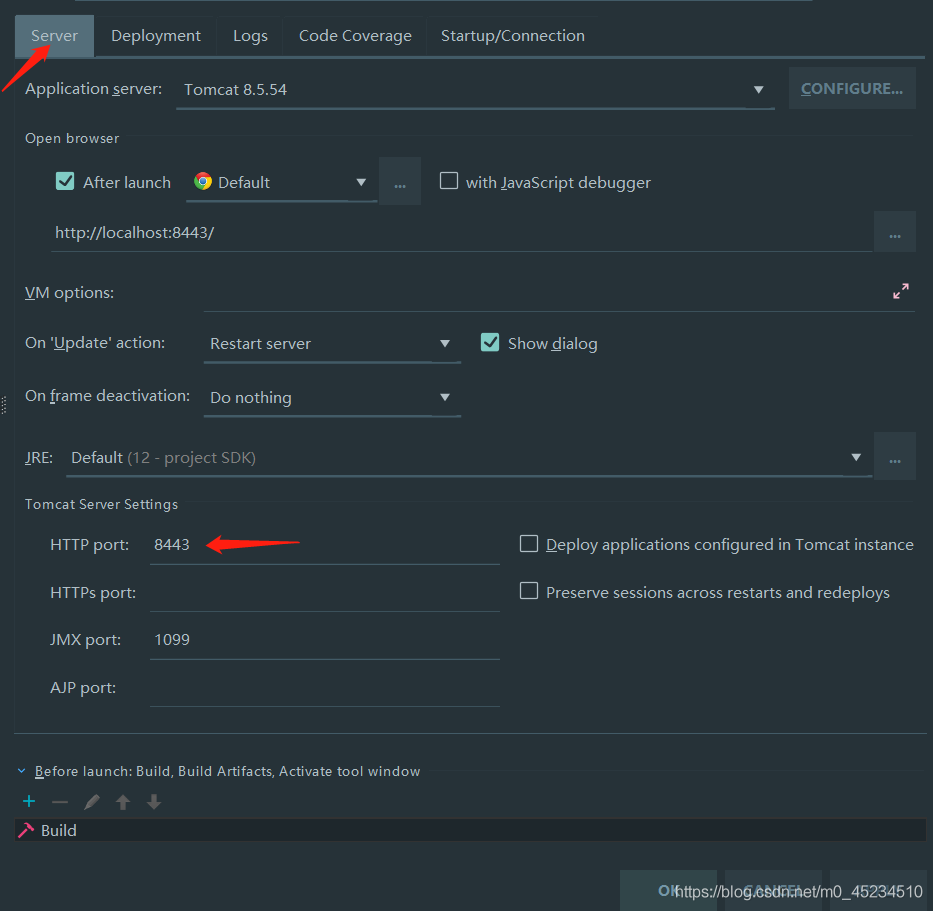 Server Deployment Logs Code Coverage Startup/Connection
Application server: Tomcat 8.5.54 CONFIGURE...
Open browser
After launch Default ... with JavaScript debugger
http://localhost:8443/ ...
VM options:
On 'Update' action: Restart server Show dialog
On frame deactivation: Do nothing
JRE: Default (12 - project SDK) ...
Tomcat Server Settings
HTTP port: 8443 Deploy applications configured in Tomcat instance
HTTPs port: Preserve sessions across restarts and redeploys
JMX port: 1099
AJP port:
Before launch: Build, Build Artifacts, Activate tool window
Build
OK CANCEL
https://blog.csdn.net/m0_45234510